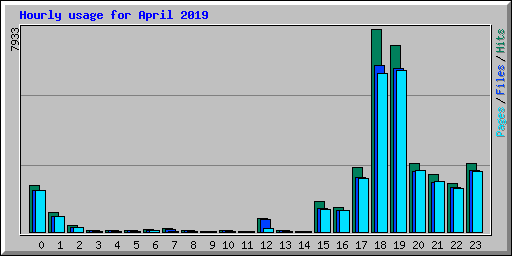 Hourly usage for April 2019
7933
Pages / Files / Hits
0 1 2 3 4 5 6 7 8 9 10 11 12 13 14 15 16 17 18 19 20 21 22 23